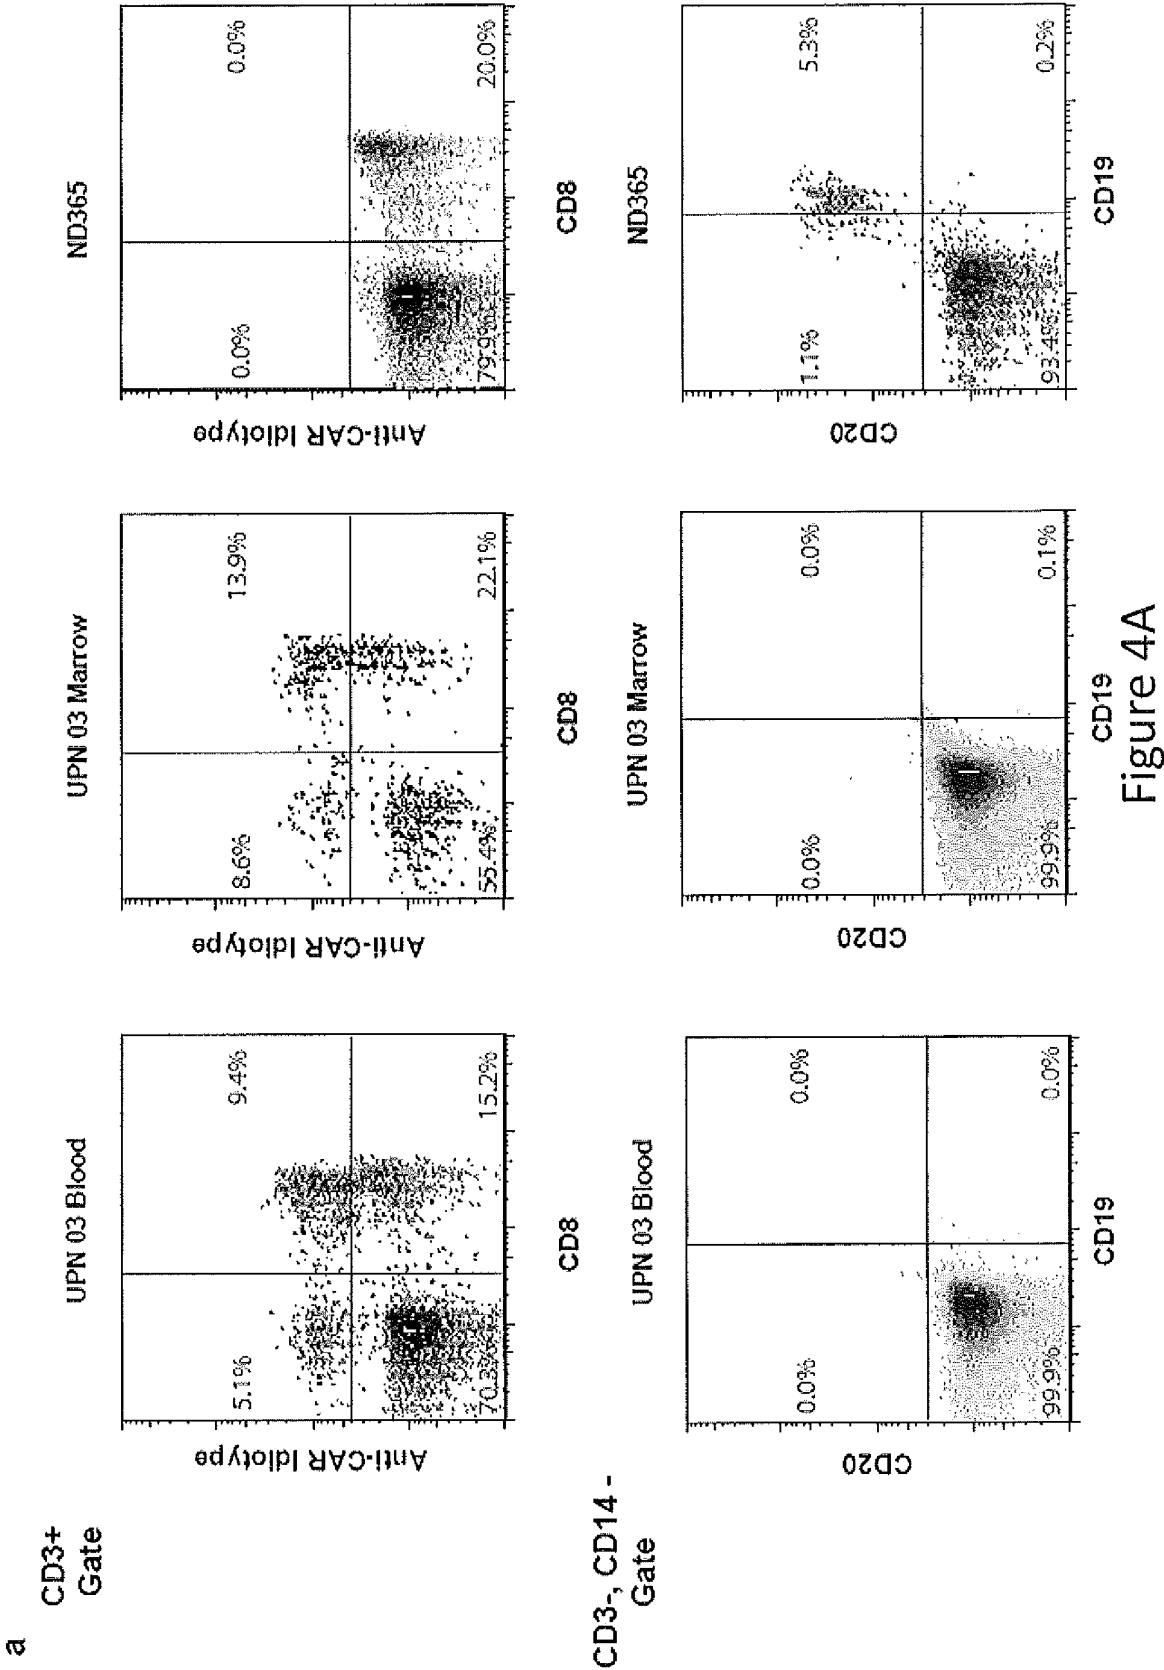 a
CD3+
Gate
UPN 03 Blood
Anti-CAR Idiotype
5.1%
9.4%
70.3%
15.2%
CD8
UPN 03 Marrow
Anti-CAR Idiotype
8.6%
13.9%
55.4%
22.1%
CD8
ND365
Anti-CAR Idiotype
0.0%
0.0%
79.9%
20.0%
CD8
CD3-, CD14 -
Gate
UPN 03 Blood
CD20
0.0%
0.0%
99.9%
0.0%
CD19
UPN 03 Marrow
CD20
0.0%
0.0%
99.9%
0.1%
CD19
ND365
CD20
1.1%
5.3%
93.4%
0.2%
CD19
Figure 4A